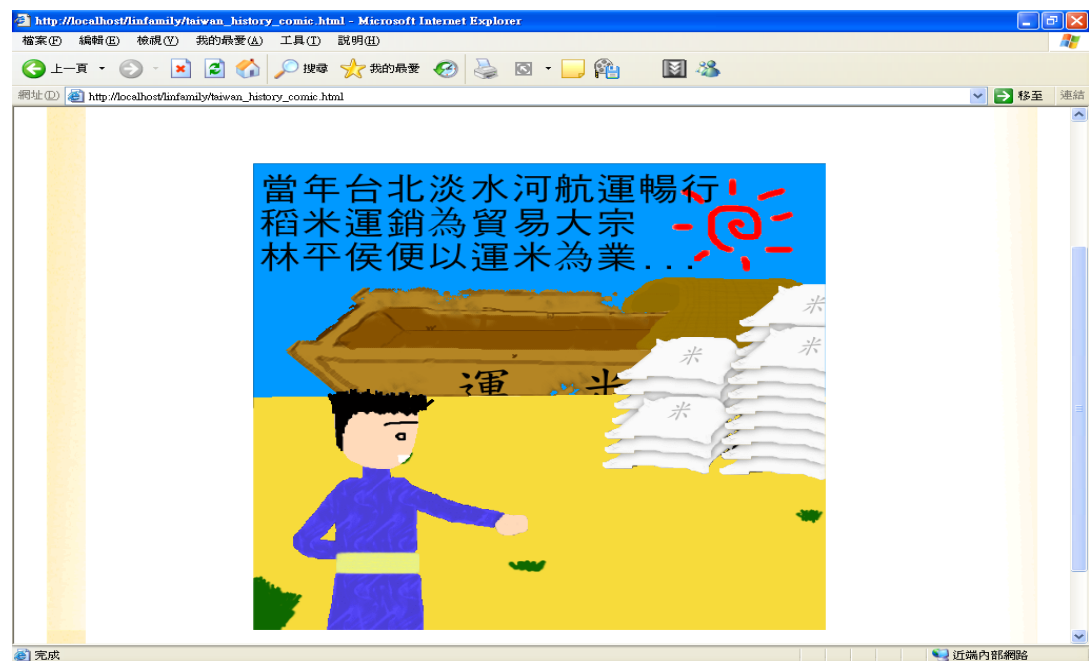 http://localhost/linfamily/taiwan_history_comic.html - Microsoft Internet Explorer
檔案(F) 編輯(E) 檢視(V) 我的最愛(A) 工具(T) 說明(H)
上一頁 搜尋 我的最愛
網址(D) http://localhost/linfamily/taiwan_history_comic.html 移至 連結
當年台北淡水河航運暢行
稻米運銷為貿易大宗
林平侯便以運米為業...
米
米
米
運 米
米
完成 近端內部網路